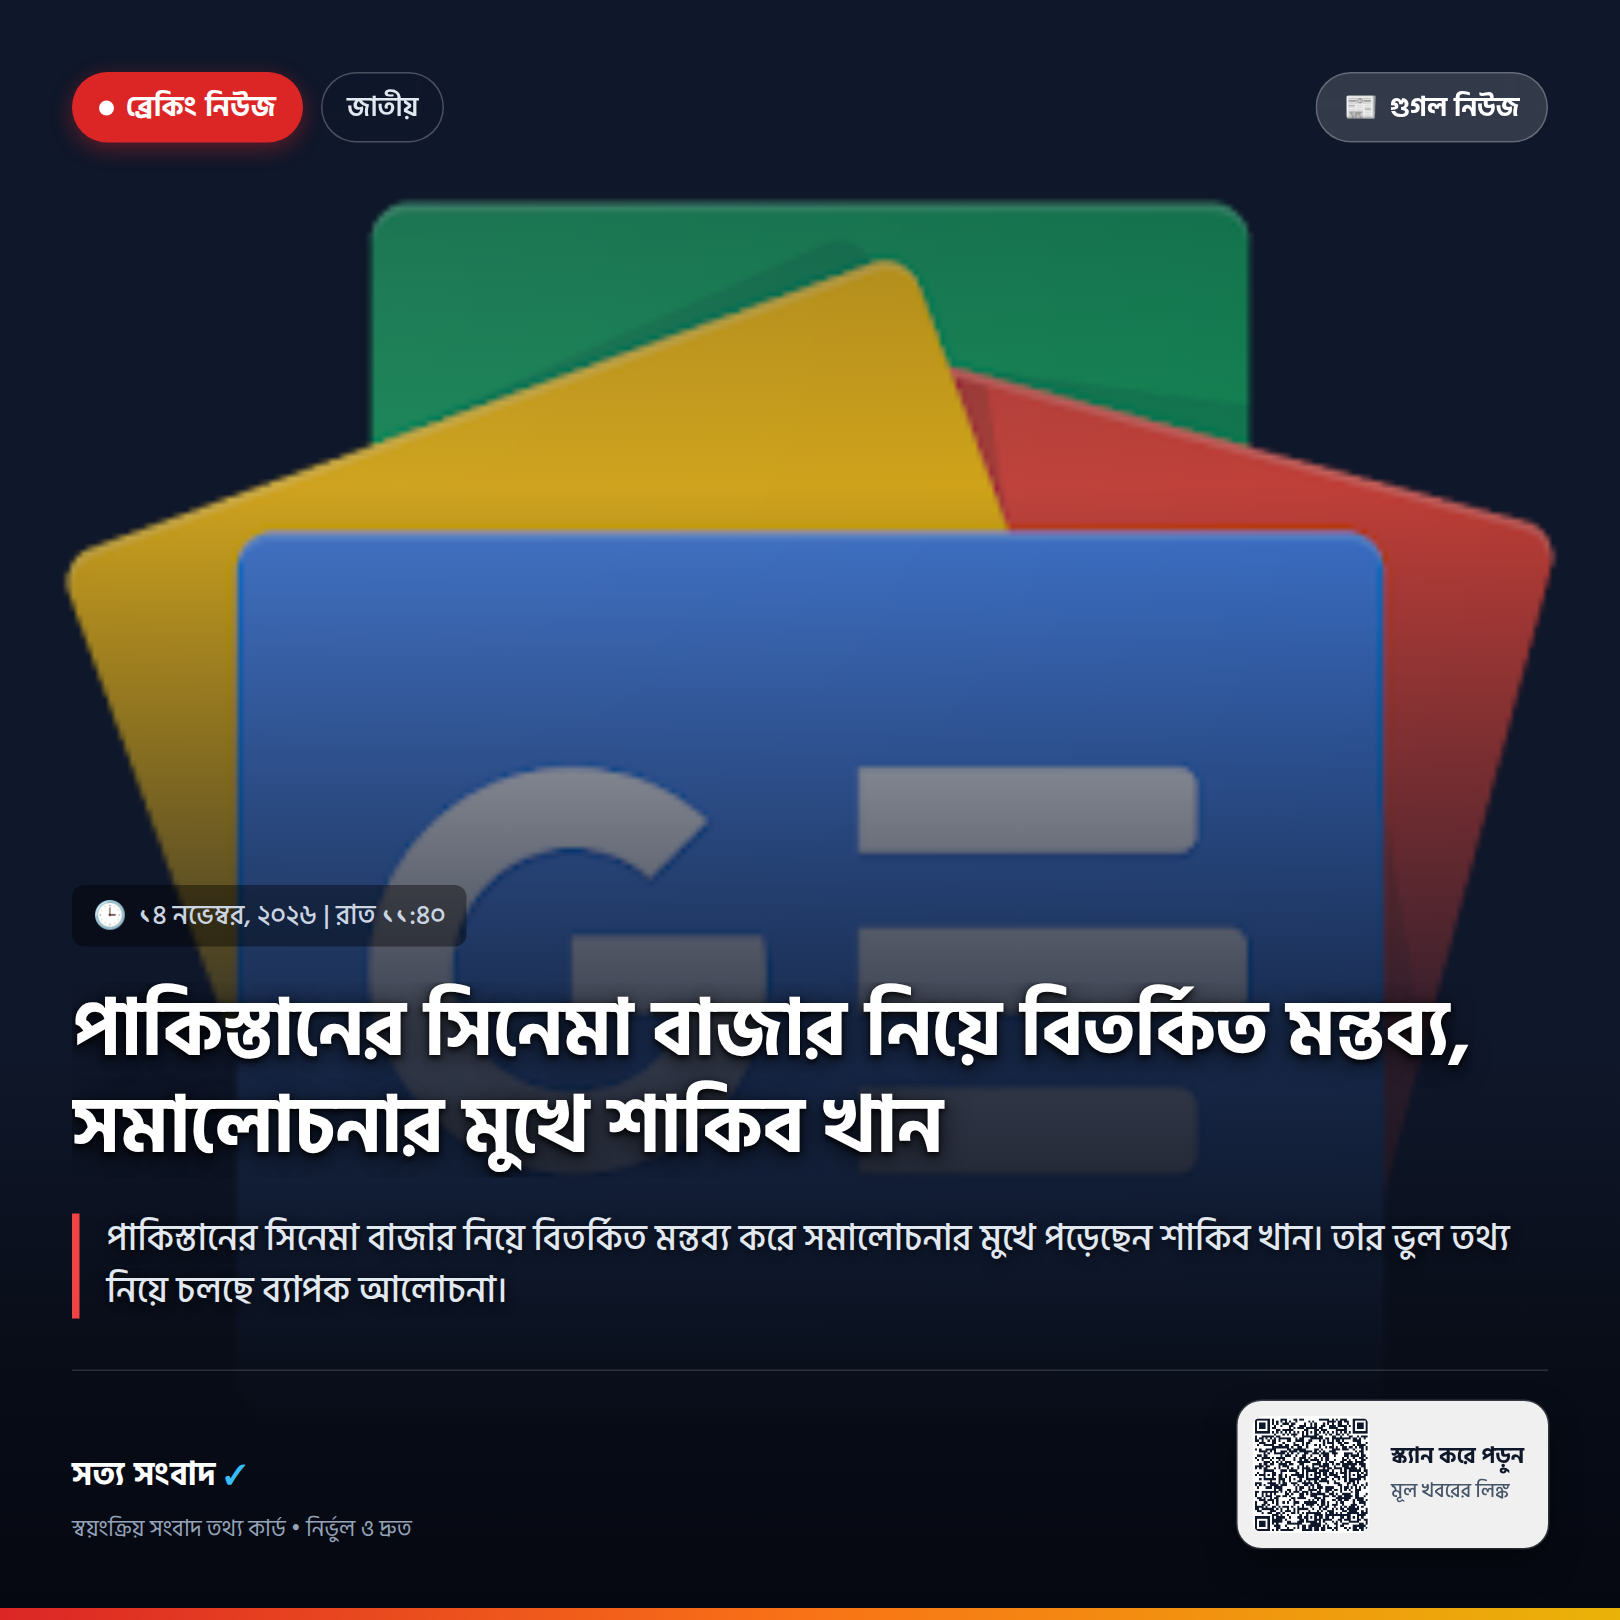 ব্রেকিং নিউজ
জাতীয়
গুগল নিউজ
G
১৪ নভেম্বর, ২০২৬ | রাত ১১:৪০
পাকিস্তানের সিনেমা বাজার নিয়ে বিতর্কিত মন্তব্য,
সমালোচনার মুখে শাকিব খান
পাকিস্তানের সিনেমা বাজার নিয়ে বিতর্কিত মন্তব্য করে সমালোচনার মুখে পড়েছেন শাকিব খান। তার ভুল তথ্য
নিয়ে চলছে ব্যাপক আলোচনা।
সত্য সংবাদ ✓
স্বয়ংক্রিয় সংবাদ তথ্য কার্ড • নির্ভুল ও দ্রুত
স্ক্যান করে পড়ুন
মূল খবরের লিঙ্ক